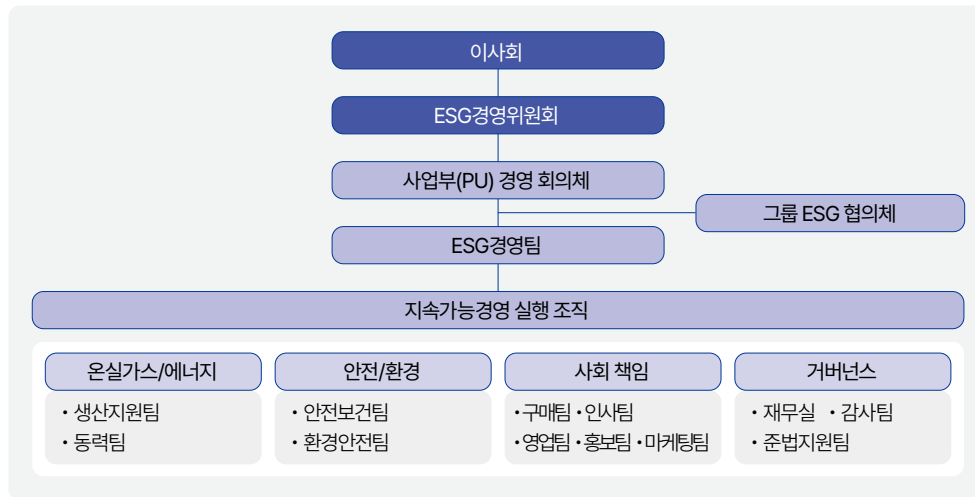 이사회
ESG경영위원회
사업부(PU) 경영 회의체
그룹 ESG 협의체
ESG경영팀
지속가능경영 실행 조직
온실가스/에너지
・생산지원팀
・동력팀
안전/환경
・안전보건팀
・환경안전팀
사회 책임
・구매팀 ・인사팀
・영업팀 ・홍보팀 ・마케팅팀
거버넌스
・재무실 ・감사팀
・준법지원팀